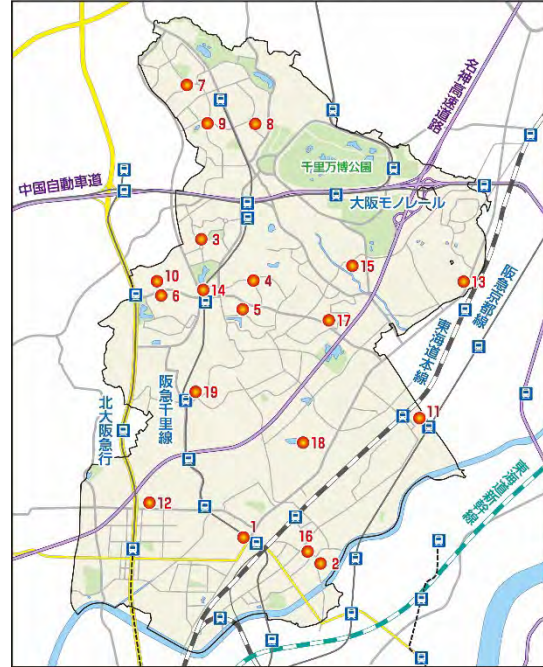 7
9
8
名神高速道路
千里万博公園
中国自動車道
大阪モノレール
3
15
10
4
13
14
6
5
阪急京都線
17
東海道本線
阪急千里線
19
北大阪急行
11
18
東海道新幹線
12
1
16
2